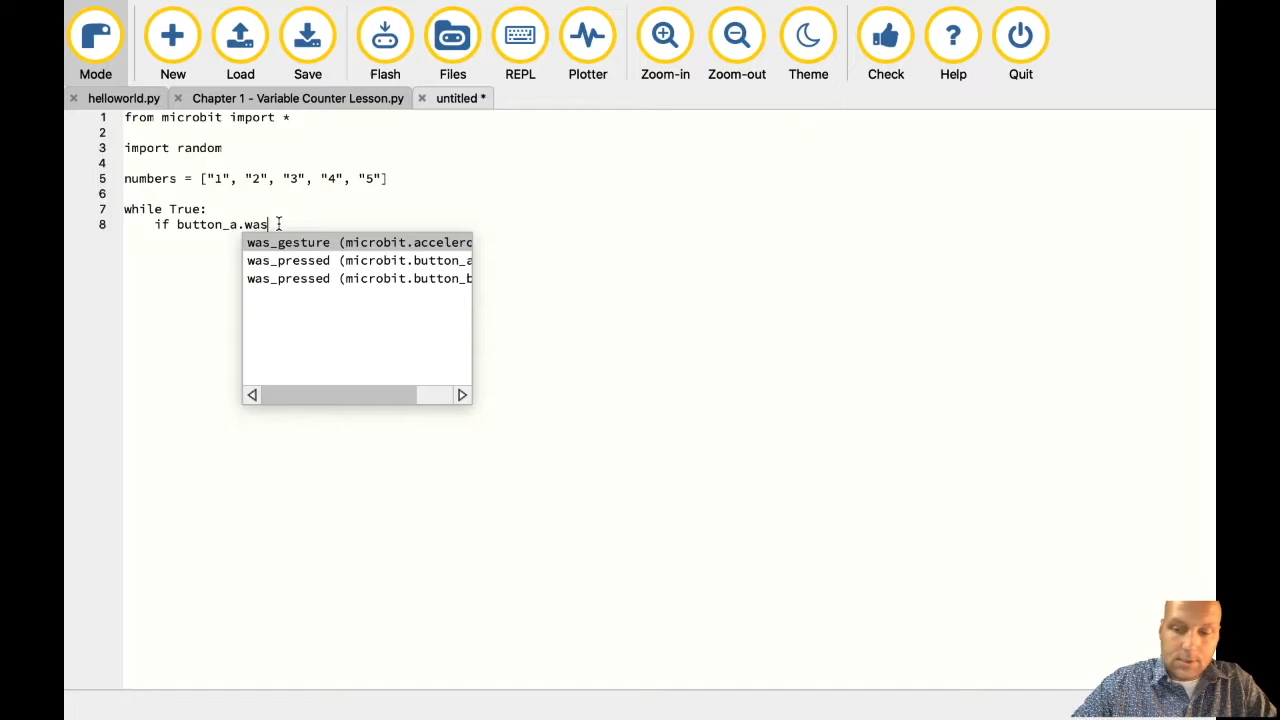 Mode New Load Save Flash Files REPL Plotter Zoom-in Zoom-out Theme Check Help Quit
helloworld.py Chapter 1 - Variable Counter Lesson.py untitled *
1 from microbit import *
2
3 import random
4
5 numbers = ["1", "2", "3", "4", "5"]
6
7 while True:
8 if button_a.was
was_gesture (microbit.accelero
was_pressed (microbit.button_a
was_pressed (microbit.button_b